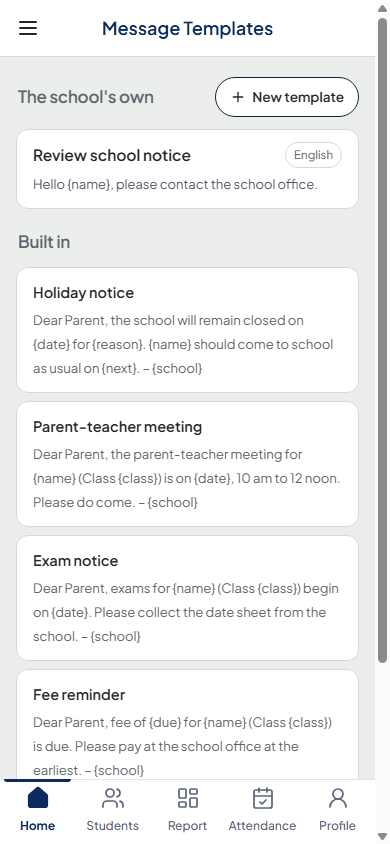 Message Templates
The school's own
+ New template
Review school notice
English
Hello {name}, please contact the school office.
Built in
Holiday notice
Dear Parent, the school will remain closed on
{date} for {reason}. {name} should come to school
as usual on {next}. – {school}
Parent-teacher meeting
Dear Parent, the parent-teacher meeting for
{name} (Class {class}) is on {date}, 10 am to 12 noon.
Please do come. – {school}
Exam notice
Dear Parent, exams for {name} (Class {class}) begin
on {date}. Please collect the date sheet from the
school. – {school}
Fee reminder
Dear Parent, fee of {due} for {name} (Class {class})
is due. Please pay at the school office at the
earliest. – {school}
Home
Students
Report
Attendance
Profile